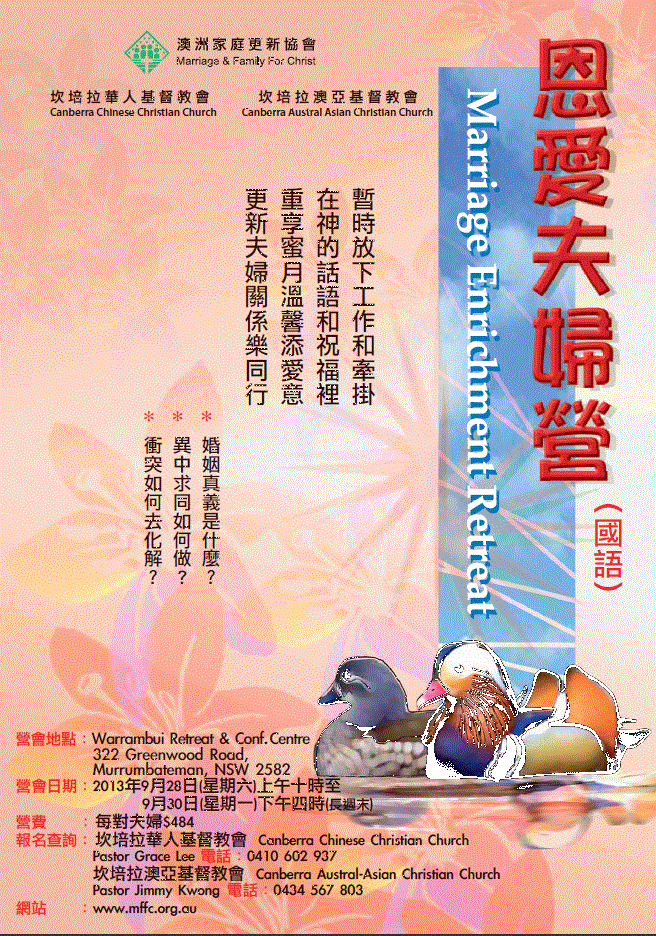 澳洲家庭更新協會
Marriage & Family For Christ
坎培拉華人基督教會
Canberra Chinese Christian Church
坎培拉澳亞基督教會
Canberra Austral Asian Christian Church
恩愛夫婦營
(國語)
Marriage Enrichment Retreat
暫時放下工作和牽掛
在神的話語和祝福裡
重享蜜月溫馨添愛意
更新夫婦關係樂同行
* 婚姻真義是什麼？
* 異中求同如何做？
* 衝突如何去化解？
營會地點：Warrambui Retreat & Conf. Centre
322 Greenwood Road,
Murrumbateman, NSW 2582
營會日期：2013年9月28日(星期六)上午十時至
9月30日(星期一)下午四時(長週末)
營費：每對夫婦$484
報名查詢：坎培拉華人基督教會 Canberra Chinese Christian Church
Pastor Grace Lee 電話：0410 602 937
坎培拉澳亞基督教會 Canberra Austral-Asian Christian Church
Pastor Jimmy Kwong 電話：0434 567 803
網站：www.mffc.org.au